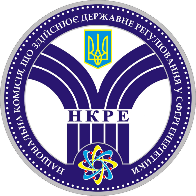 НАЦІОНАЛЬНА КОМІСІЯ, ЩО ЗДІЙСНЮЄ ДЕРЖАВНЕ РЕГУЛЮВАННЯ У СФЕРІ ЕНЕРГЕТИКИ
НКРЕ